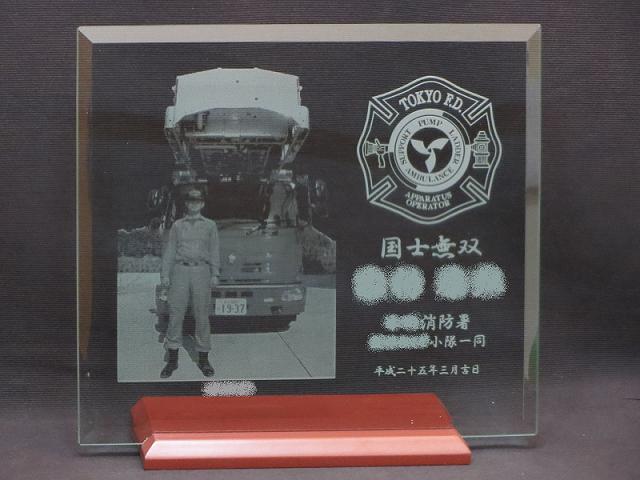 TOKYO F.D.
SUPPORT PUMP LADDER
AMBULANCE
APPARATUS
OPERATOR
国士無双
消防署
小隊一同
平成二十五年三月吉日
19-37